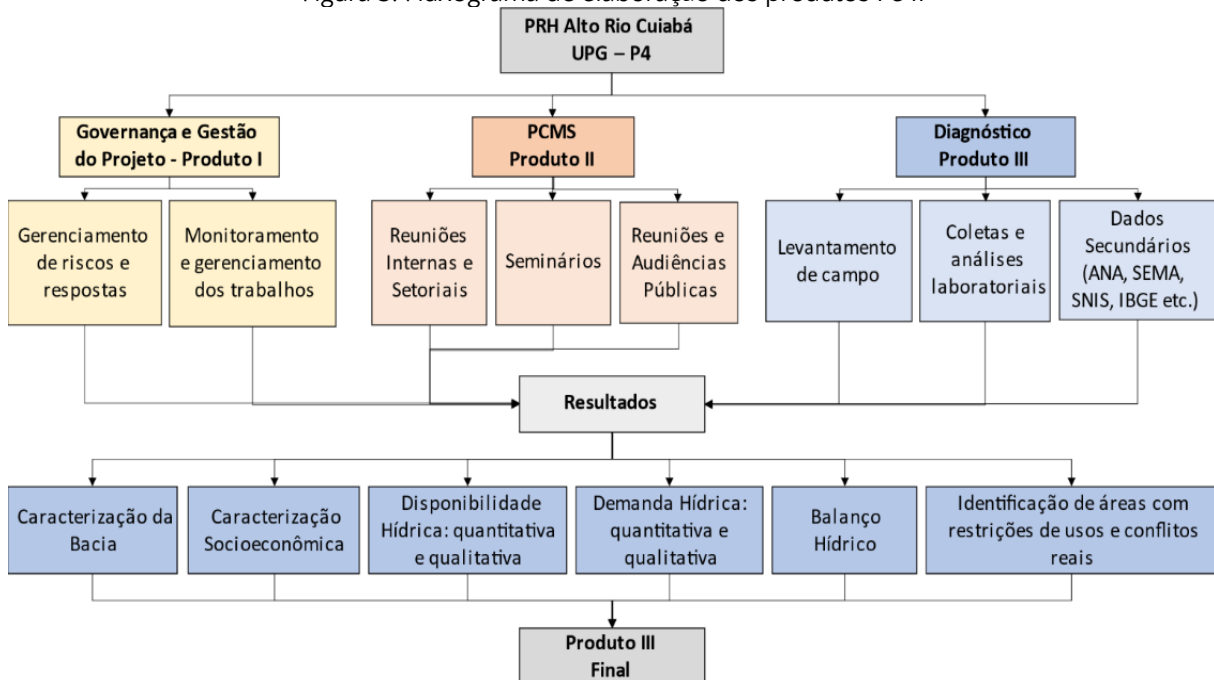 PRH Alto Rio Cuiabá
UPG – P4
Governança e Gestão
do Projeto - Produto I
PCMS
Produto II
Diagnóstico
Produto III
Gerenciamento
de riscos e
respostas
Monitoramento
e gerenciamento
dos trabalhos
Reuniões
Internas e
Setoriais
Seminários
Reuniões e
Audiências
Públicas
Levantamento
de campo
Coletas e
análises
laboratoriais
Dados
Secundários
(ANA, SEMA,
SNIS, IBGE etc.)
Resultados
Caracterização da
Bacia
Caracterização
Socioeconômica
Disponibilidade
Hídrica: quantitativa
e qualitativa
Demanda Hídrica:
quantitativa e
qualitativa
Balanço
Hídrico
Identificação de áreas com
restrições de usos e conflitos
reais
Produto III
Final